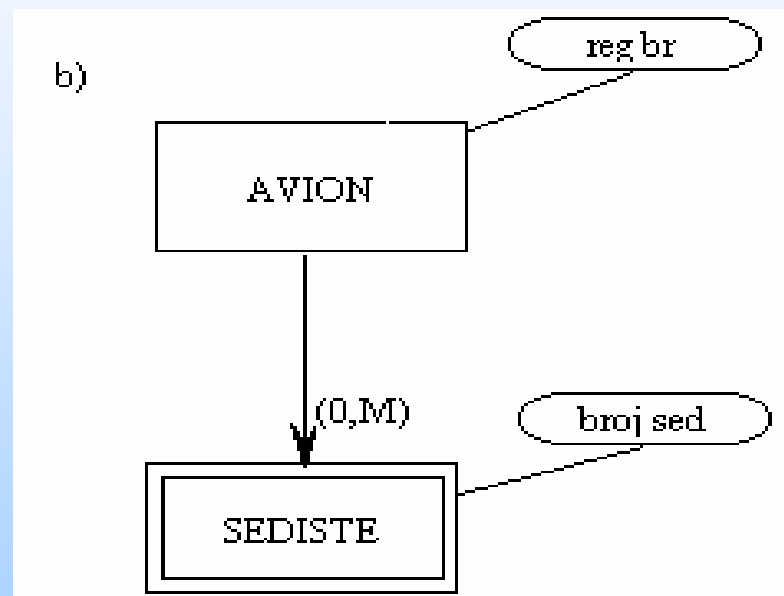 reg br
b)
AVION
(0,M)
broj sed
SEDISTE